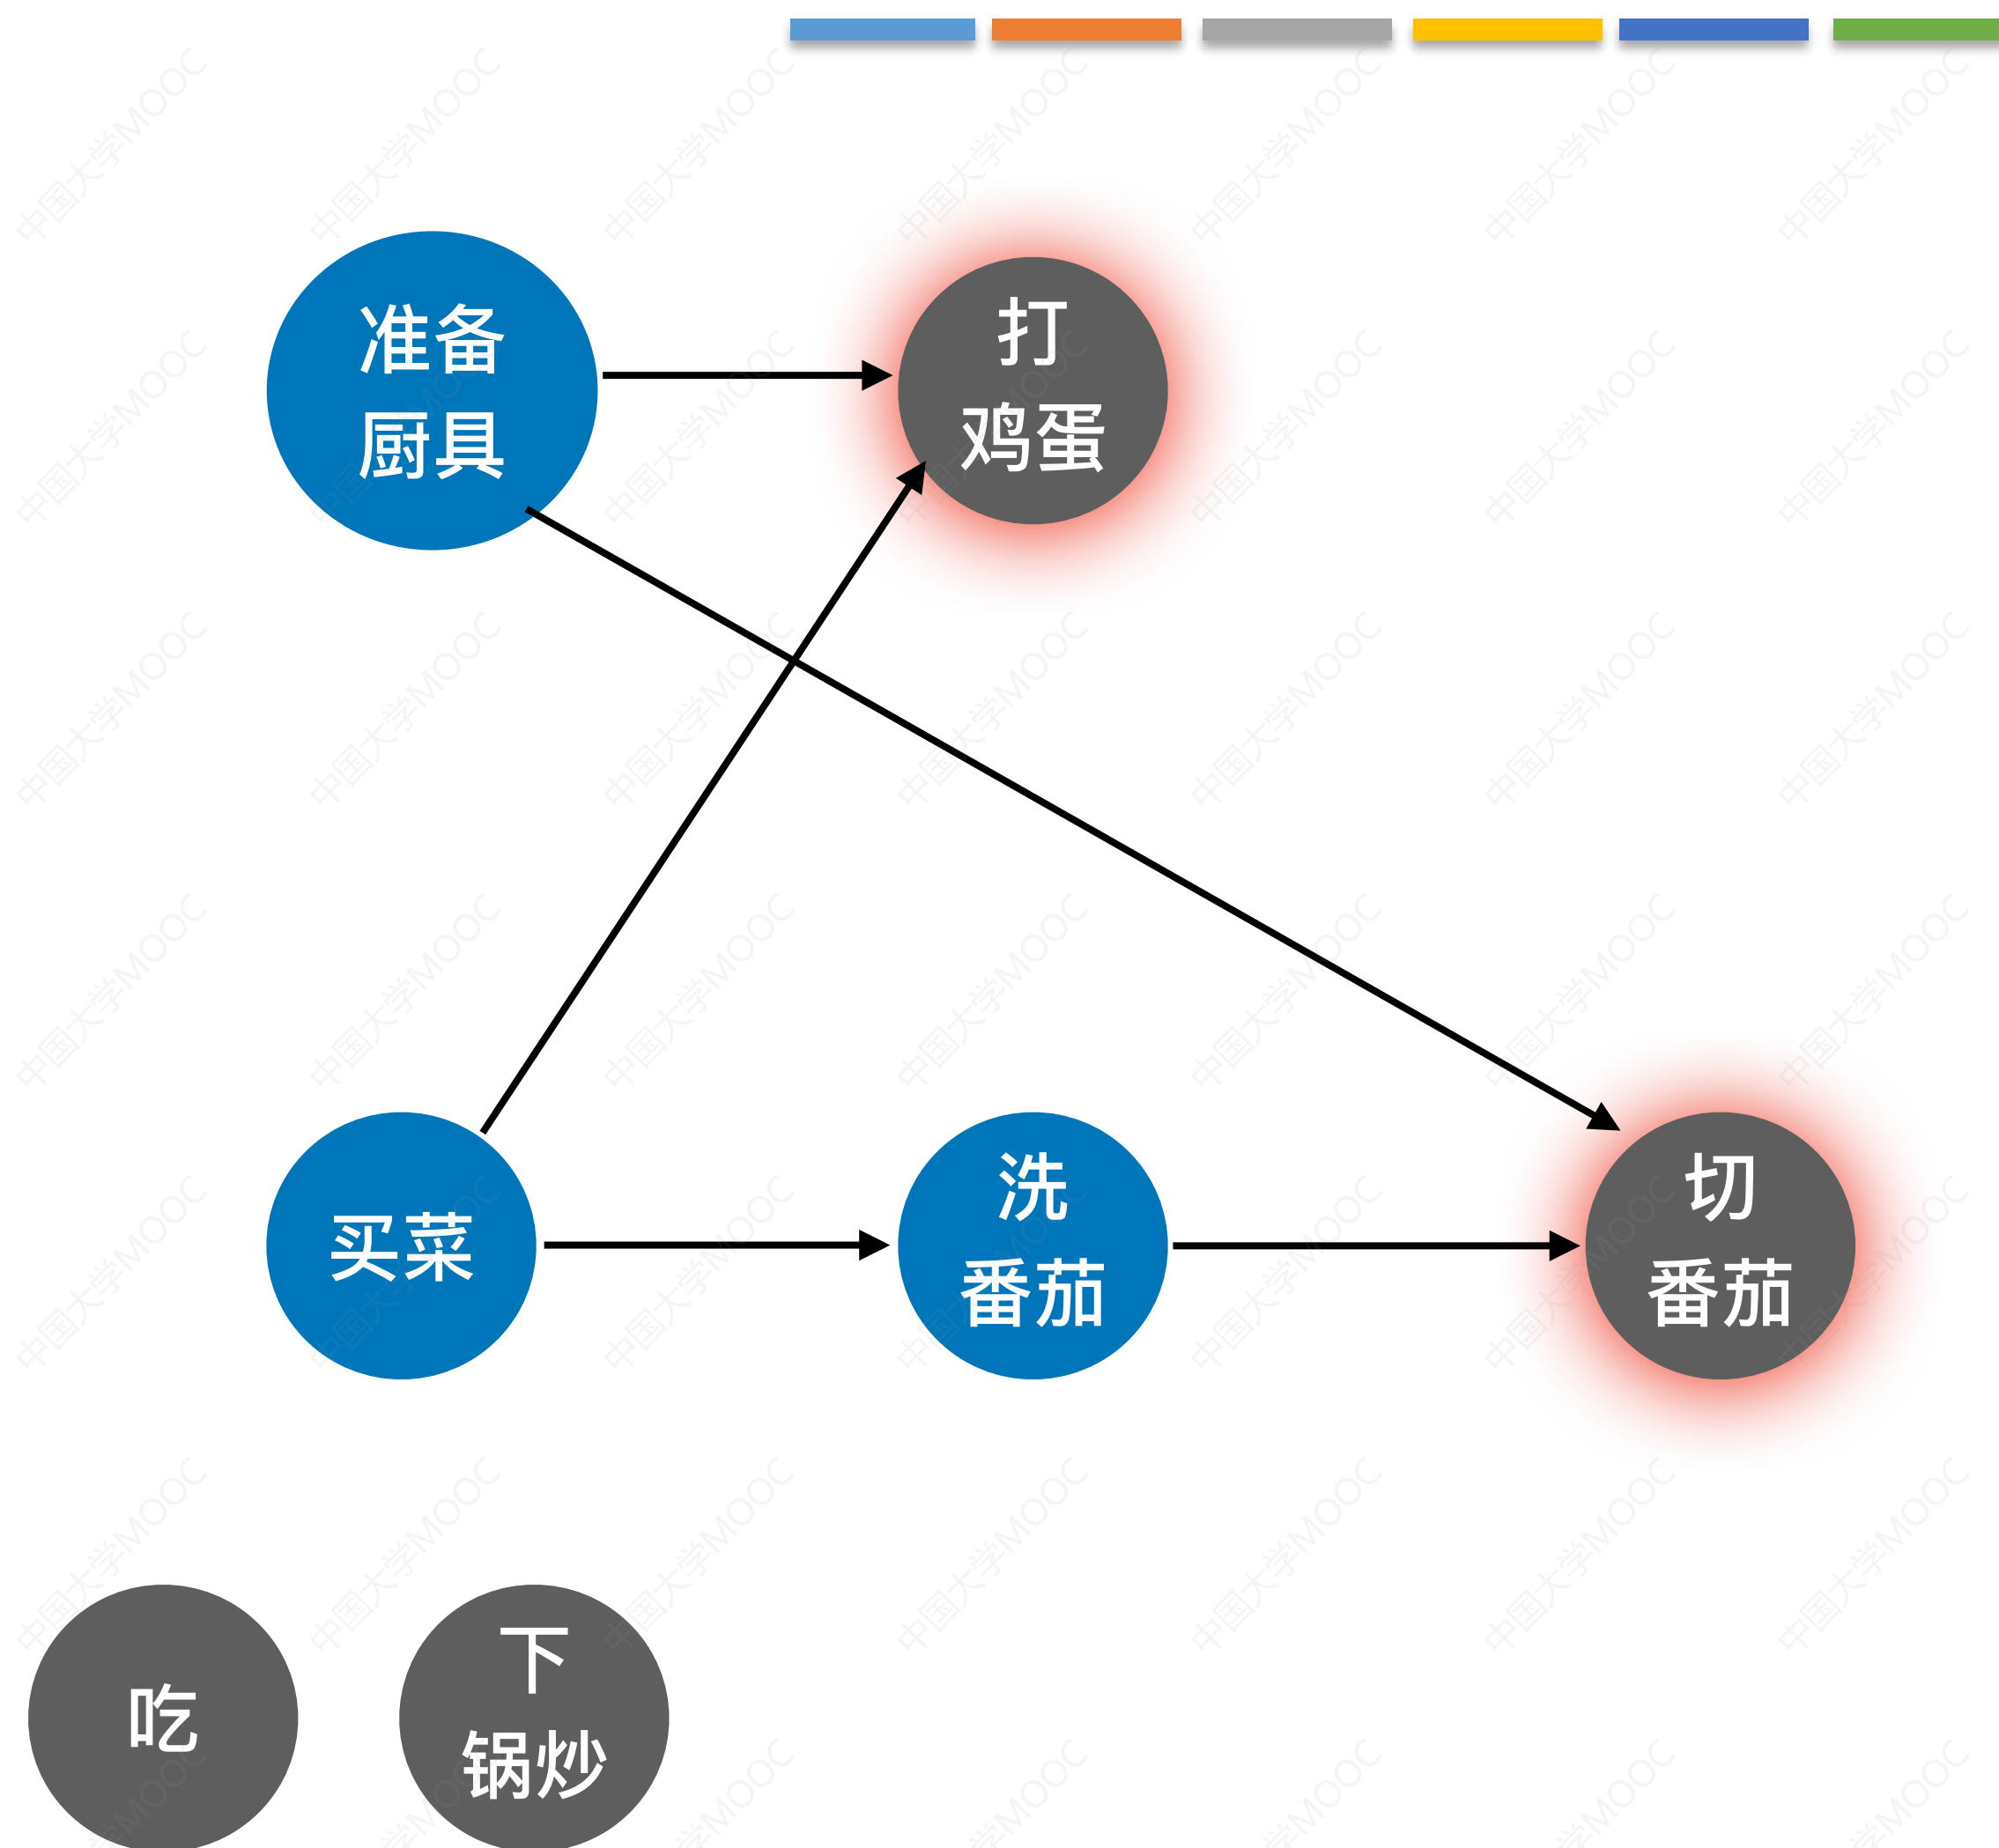 准备
厨具
打
鸡蛋
买菜
洗
番茄
切
番茄
吃
下
锅炒
中国大学MOOC